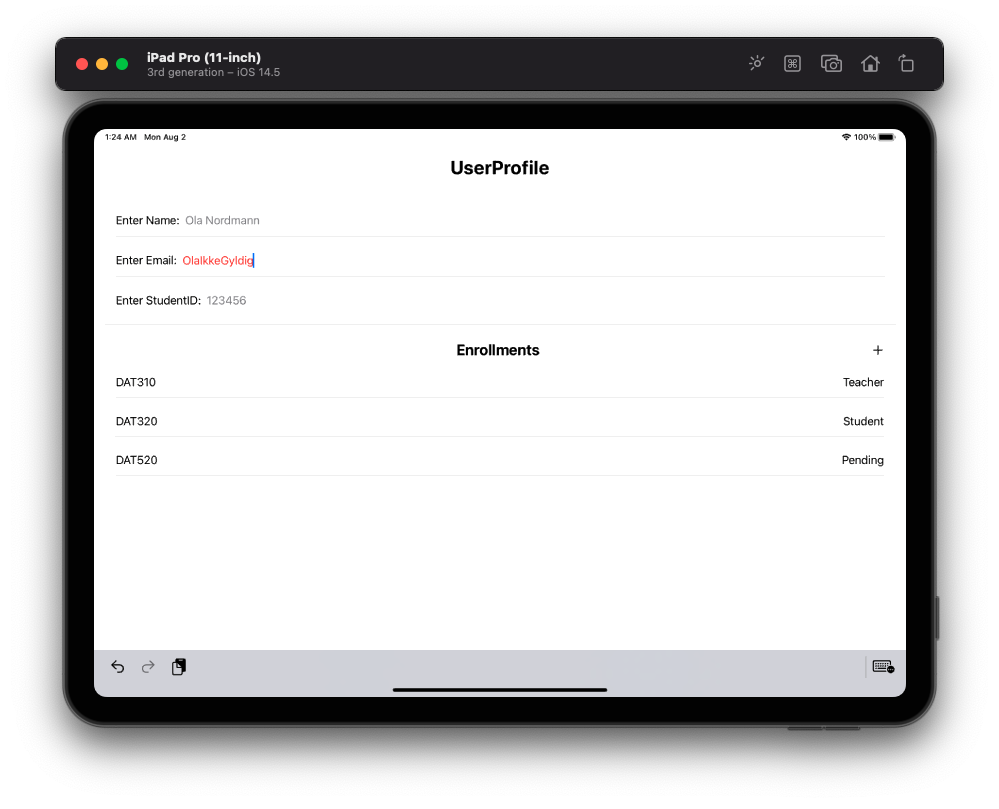 iPad Pro (11-inch)
3rd generation – iOS 14.5
1:24 AM Mon Aug 2 100%
UserProfile
Enter Name: Ola Nordmann
Enter Email: OlaIkkeGyldig
Enter StudentID: 123456
Enrollments +
DAT310 Teacher
DAT320 Student
DAT520 Pending